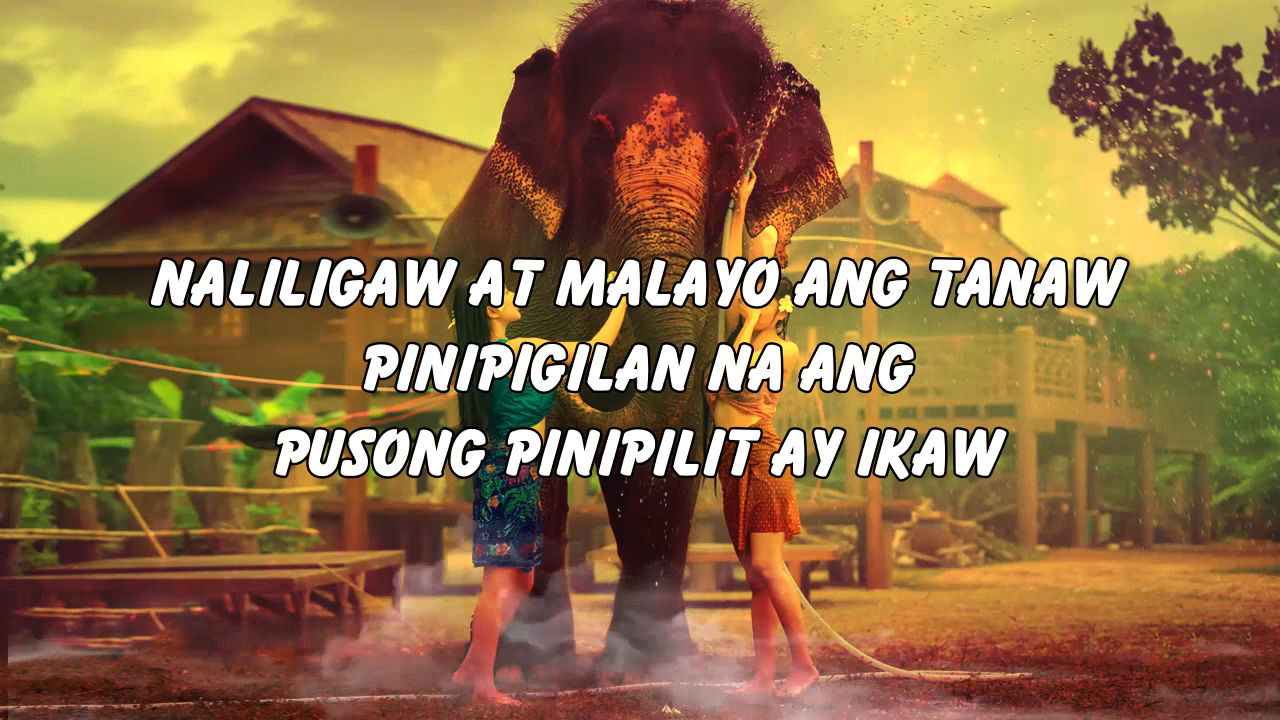 NALILIGAW AT MALAYO ANG TANAW
PINIPIGILAN NA ANG
PUSONG PINIPILIT AY IKAW